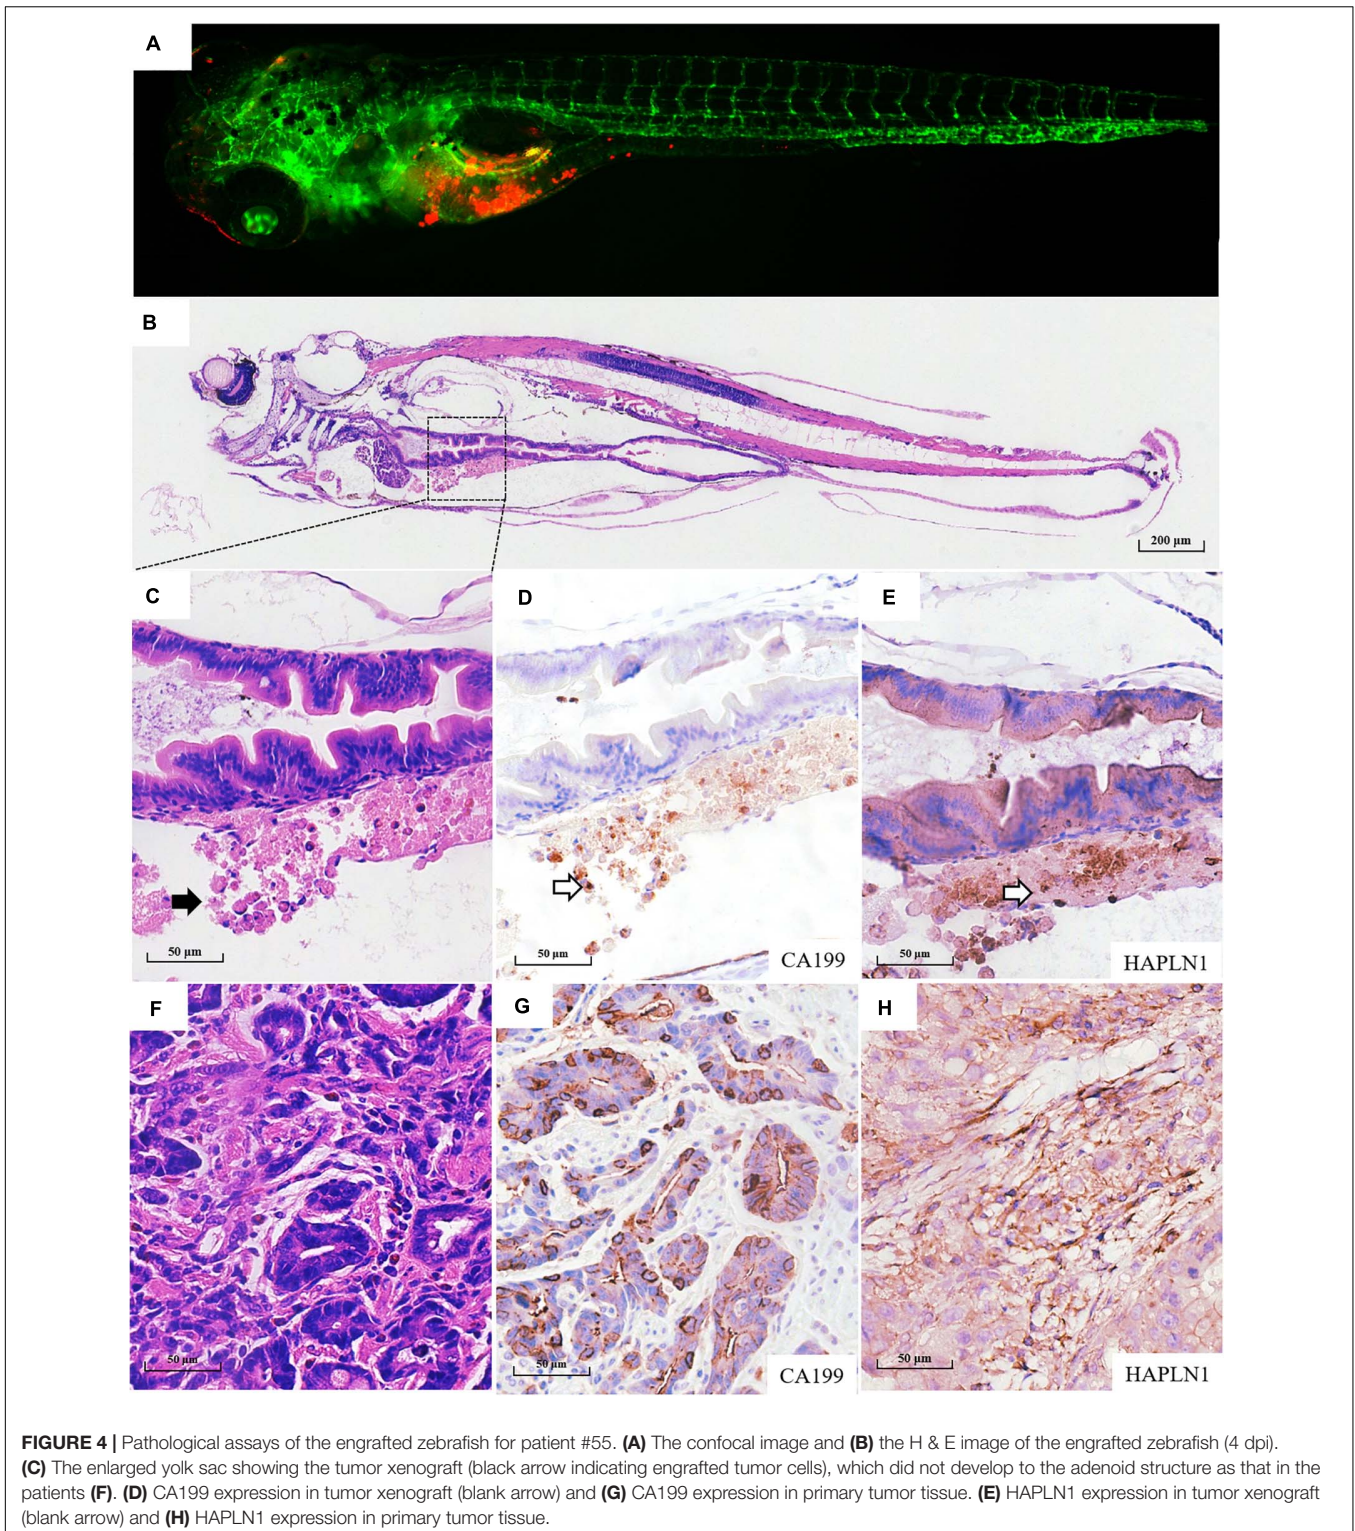 A
B
200 µm
C
D
E
50 µm
50 µm
CA199
50 µm
HAPLN1
F
G
H
50 µm
50 µm
CA199
50 µm
HAPLN1
FIGURE 4 | Pathological assays of the engrafted zebrafish for patient #55. (A) The confocal image and (B) the H & E image of the engrafted zebrafish (4 dpi).
(C) The enlarged yolk sac showing the tumor xenograft (black arrow indicating engrafted tumor cells), which did not develop to the adenoid structure as that in the
patients (F). (D) CA199 expression in tumor xenograft (blank arrow) and (G) CA199 expression in primary tumor tissue. (E) HAPLN1 expression in tumor xenograft
(blank arrow) and (H) HAPLN1 expression in primary tumor tissue.